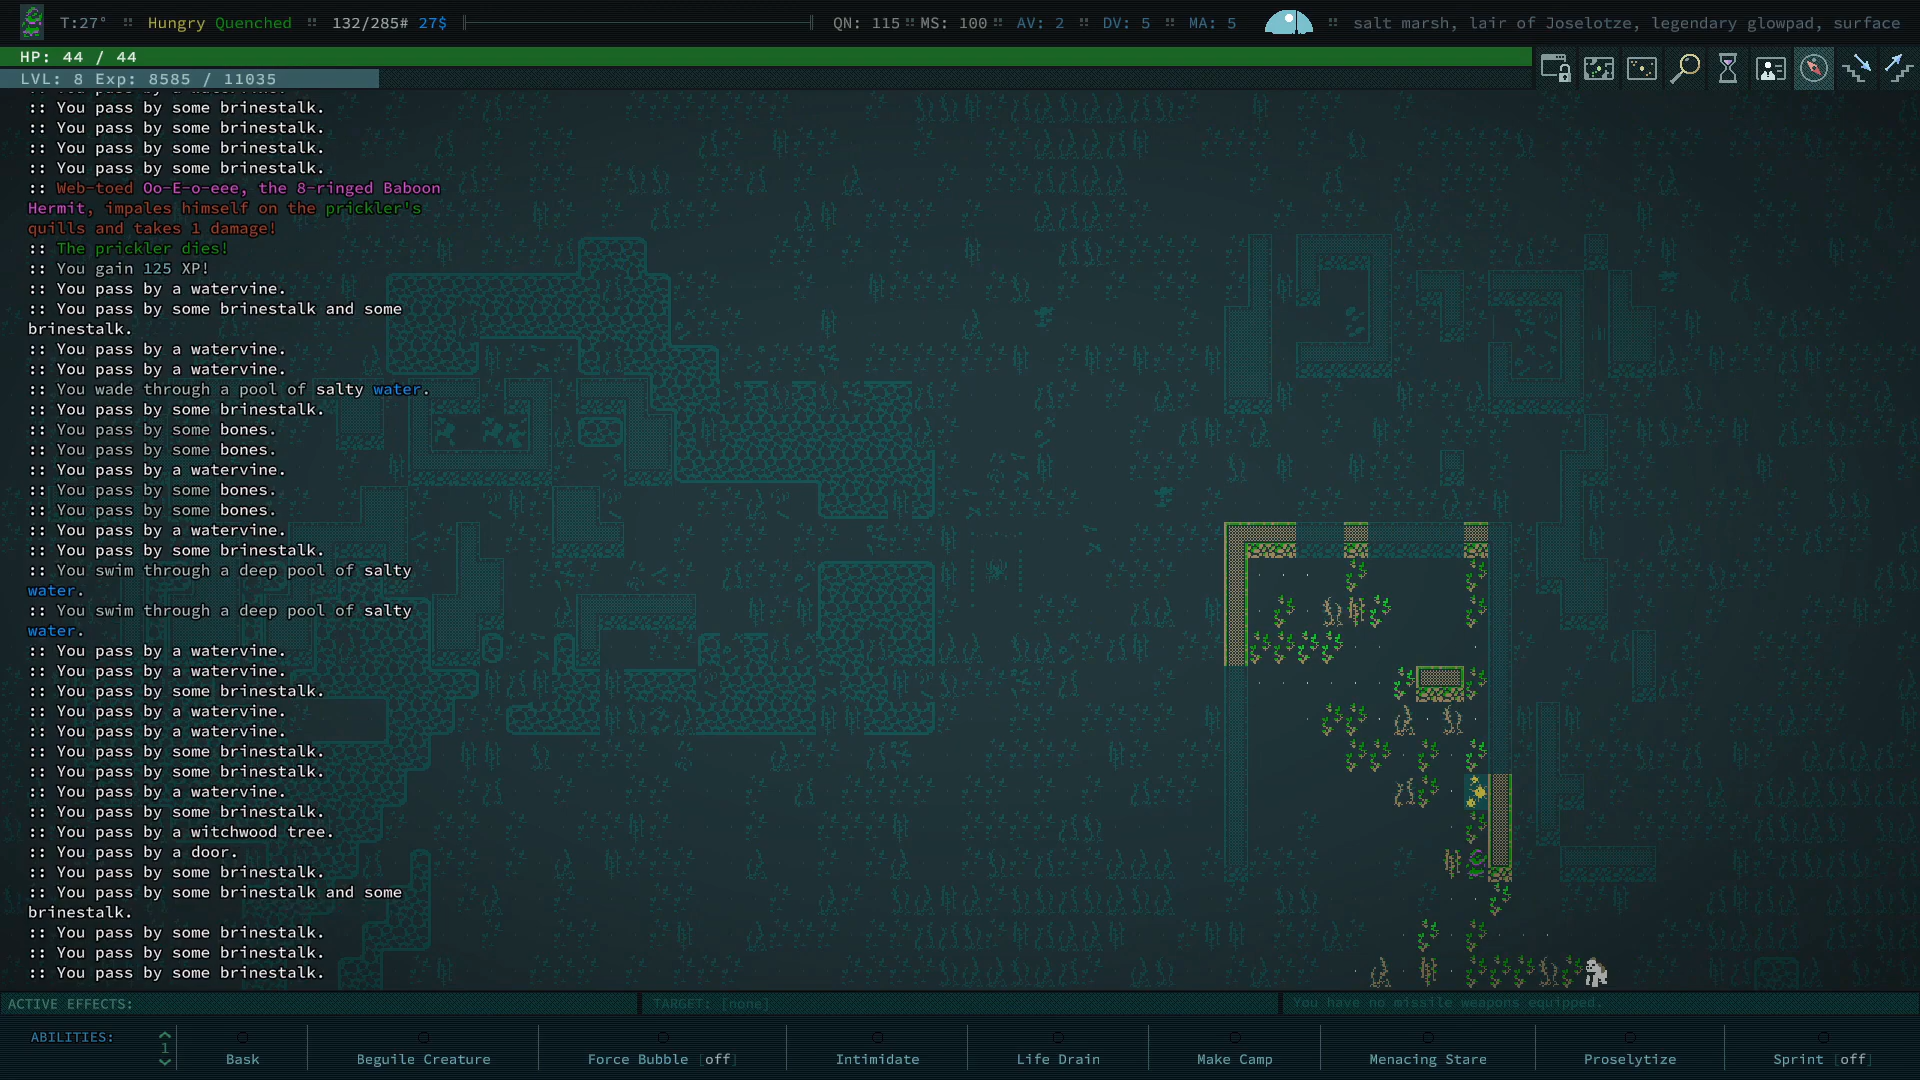 T:27° :: Hungry Quenched :: 132/285# 27$ QN: 115 :: MS: 100 :: AV: 2 :: DV: 5 :: MA: 5 :: salt marsh, lair of Joselotze, legendary glowpad, surface
HP: 44 / 44
LVL: 8 Exp: 8585 / 11035
:: You pass by some brinestalk.
:: You pass by some brinestalk.
:: You pass by some brinestalk.
:: You pass by some brinestalk.
:: Web-toed Oo-E-o-eee, the 8-ringed Baboon
Hermit, impales himself on the prickler's
quills and takes 1 damage!
:: The prickler dies!
:: You gain 125 XP!
:: You pass by a watervine.
:: You pass by some brinestalk and some
brinestalk.
:: You pass by a watervine.
:: You pass by a watervine.
:: You wade through a pool of salty water.
:: You pass by some brinestalk.
:: You pass by some bones.
:: You pass by some bones.
:: You pass by a watervine.
:: You pass by some bones.
:: You pass by some bones.
:: You pass by a watervine.
:: You pass by some brinestalk.
:: You swim through a deep pool of salty
water.
:: You swim through a deep pool of salty
water.
:: You pass by a watervine.
:: You pass by a watervine.
:: You pass by some brinestalk.
:: You pass by a watervine.
:: You pass by a watervine.
:: You pass by some brinestalk.
:: You pass by some brinestalk.
:: You pass by a watervine.
:: You pass by some brinestalk.
:: You pass by a witchwood tree.
:: You pass by a door.
:: You pass by some brinestalk.
:: You pass by some brinestalk and some
brinestalk.
:: You pass by some brinestalk.
:: You pass by some brinestalk.
:: You pass by some brinestalk.
ACTIVE EFFECTS: TARGET: [none] You have no missile weapons equipped.
ABILITIES: 1 Bask Beguile Creature Force Bubble [off] Intimidate Life Drain Make Camp Menacing Stare Proselytize Sprint [off]